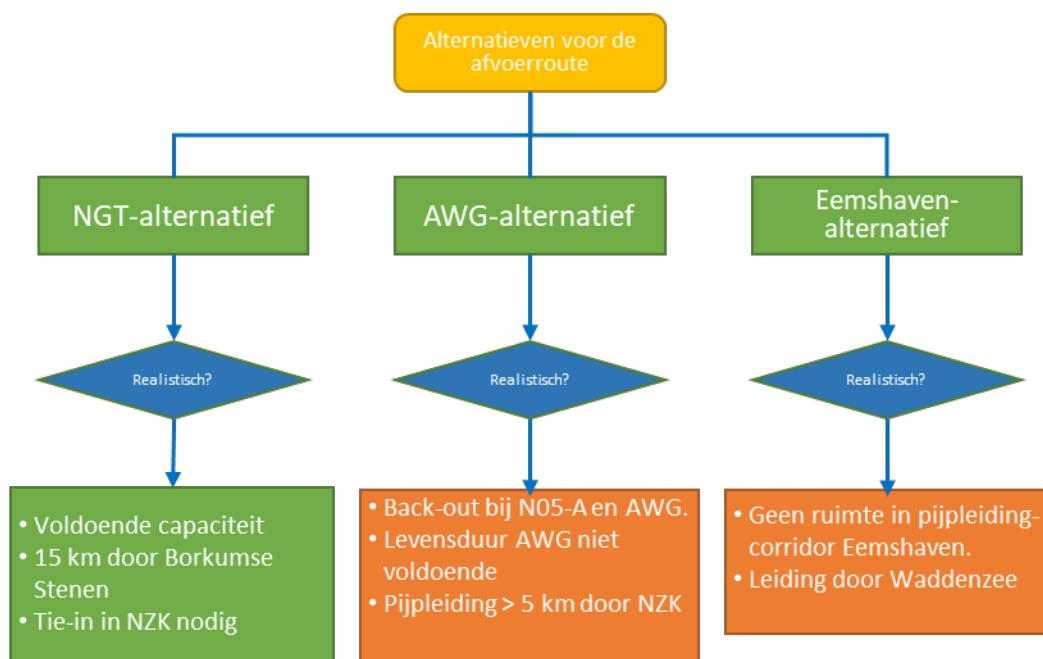 Alternatieven voor de
afvoerroute
NGT-alternatief
AWG-alternatief
Eemshaven-
alternatief
Realistisch?
Realistisch?
Realistisch?
• Voldoende capaciteit
• 15 km door Borkumse
Stenen
• Tie-in in NZK nodig
• Back-out bij N05-A en AWG.
• Levensduur AWG niet
voldoende
• Pijpleiding > 5 km door NZK
• Geen ruimte in pijpleiding-
corridor Eemshaven.
• Leiding door Waddenzee